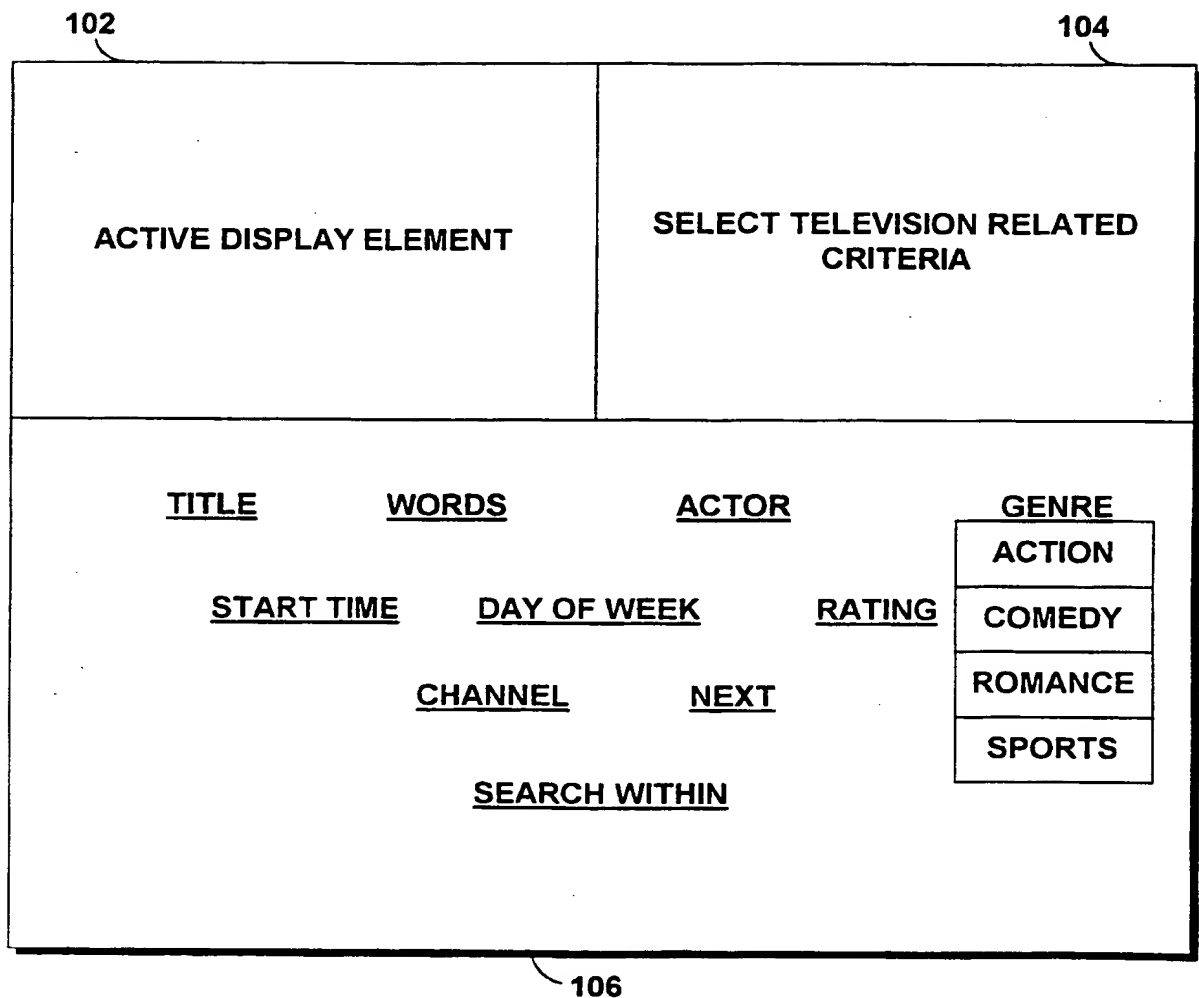 102
104
ACTIVE DISPLAY ELEMENT
SELECT TELEVISION RELATED
CRITERIA
TITLE WORDS ACTOR GENRE
ACTION
START TIME DAY OF WEEK RATING COMEDY
CHANNEL NEXT ROMANCE
SPORTS
SEARCH WITHIN
106